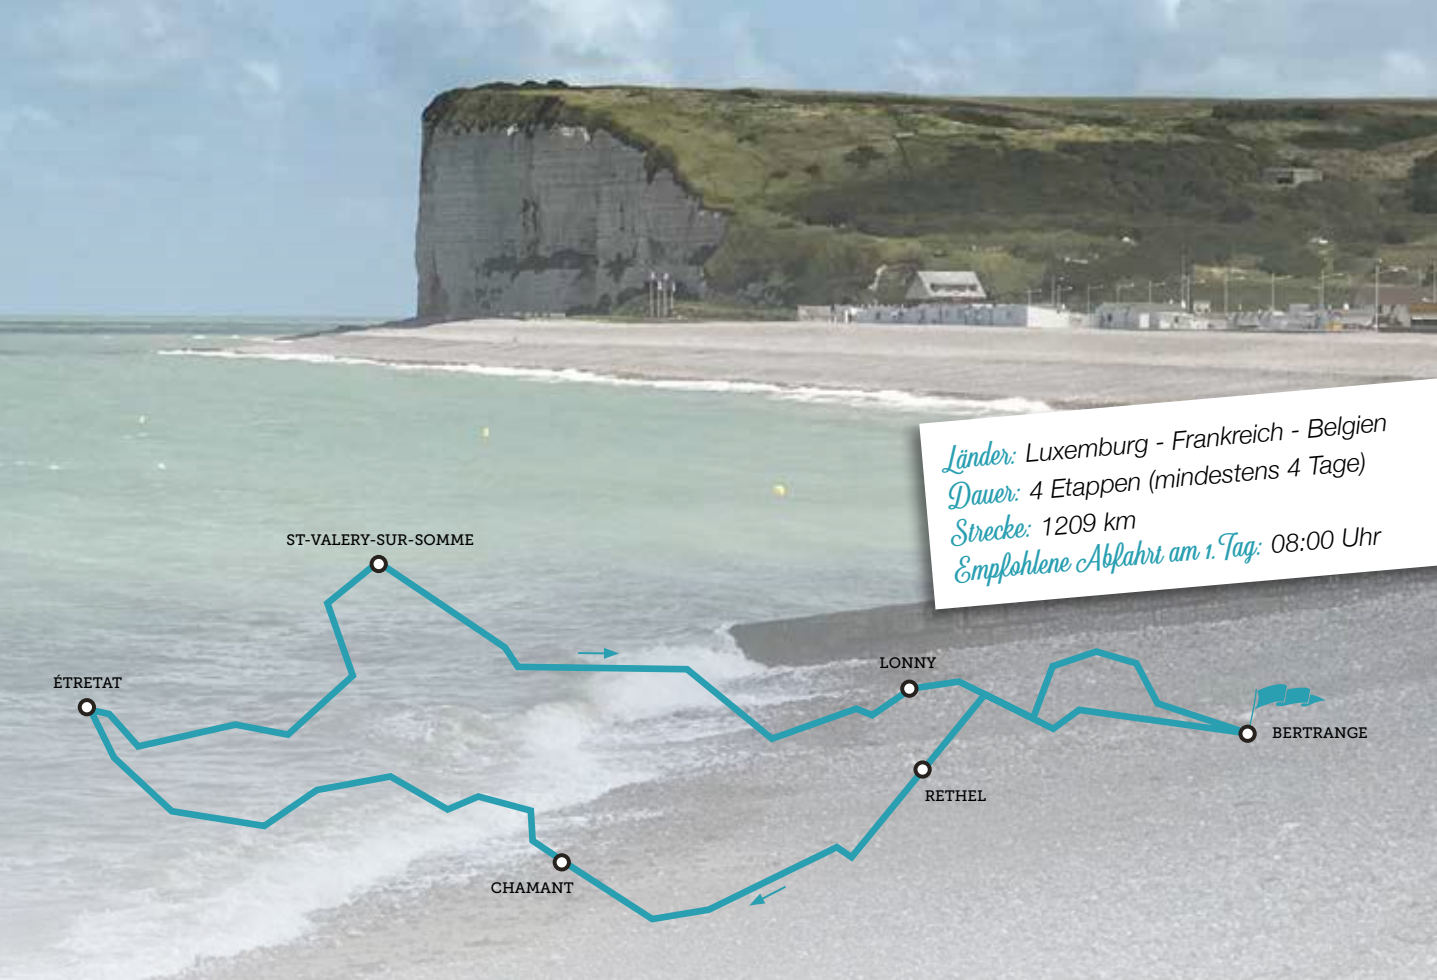 Länder: Luxemburg - Frankreich - Belgien
Dauer: 4 Etappen (mindestens 4 Tage)
Strecke: 1209 km
Empfohlene Abfahrt am 1. Tag: 08:00 Uhr
ST-VALERY-SUR-SOMME
LONNY
ÉTRETAT
BERTRANGE
RETHEL
CHAMANT